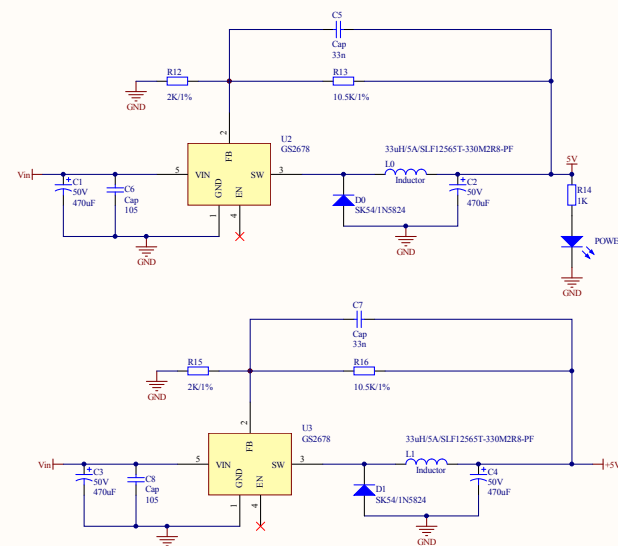 C5
Cap
33n
R12
R13
GND
2K/1%
10.5K/1%
2
U2
GS2678
FB
33uH/5A/SLF12565T-330M2R8-PF
5V
Vin
5
VIN
SW
3
L0
Inductor
GND
EN
C1
50V
470uF
C6
Cap
105
1
4
D0
SK54/1N5824
C2
50V
470uF
R14
1K
POWE
GND
GND
GND
C7
Cap
33n
R15
R16
GND
2K/1%
10.5K/1%
2
U3
GS2678
FB
33uH/5A/SLF12565T-330M2R8-PF
Vin
5
VIN
SW
3
L1
Inductor
+5V
GND
EN
C3
50V
470uF
C8
Cap
105
1
4
D1
SK54/1N5824
C4
50V
470uF
GND
GND